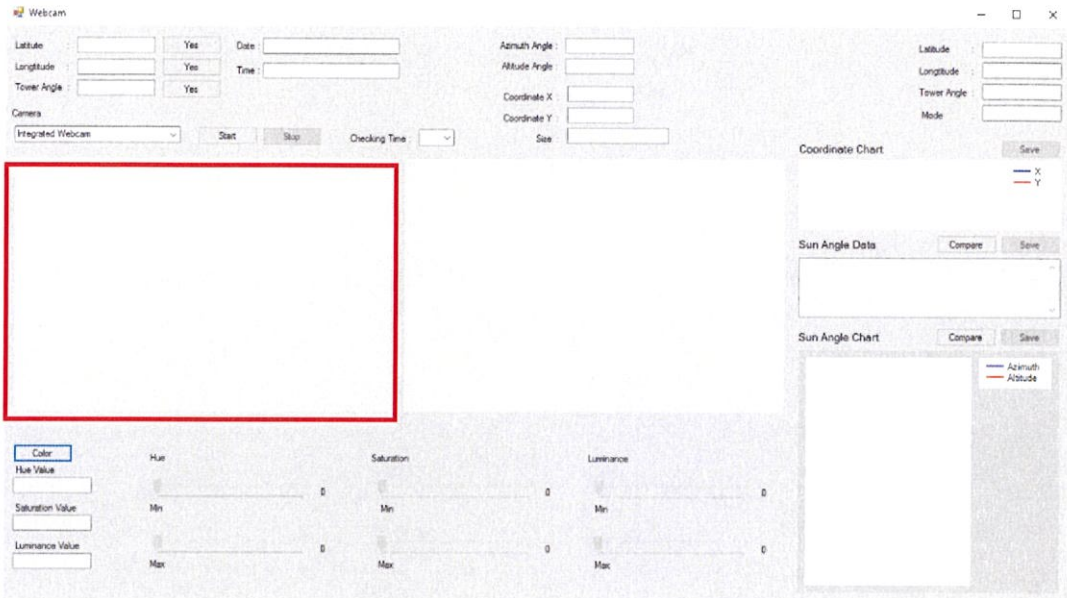 Webcam
Latitute : Yes Date : Azimuth Angle : Latitude :
Longtitude : Yes Time : Altitude Angle : Longtitude :
Tower Angle : Yes Coordinate X : Tower Angle :
Camera Coordinate Y : Mode :
Integrated Webcam Start Stop Checking Time : Size :
Coordinate Chart Save
X
Y
Sun Angle Data Compare Save
Sun Angle Chart Compare Save
Azimuth
Altitude
Color
Hue Value
Saturation Value
Luminance Value
Hue Saturation Luminance
0 0 0
Min Min Min
0 0 0
Max Max Max